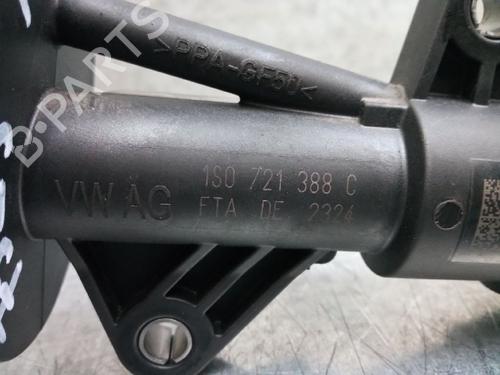 >PPA-GF50<
B-PARTS
VW AG
1S0 721 388 C
FTA DE 2324